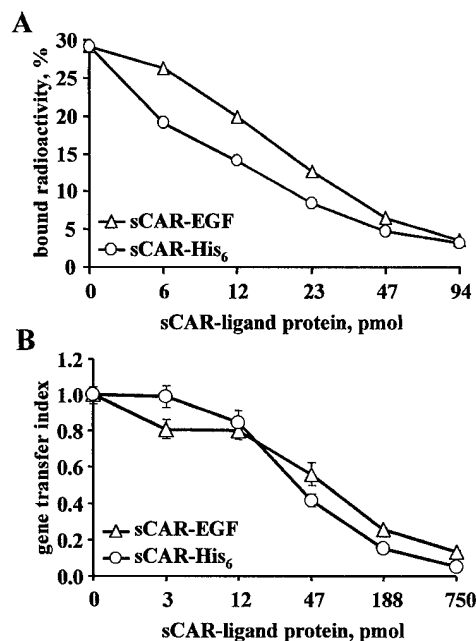 A
bound radioactivity, %
30
25
20
15
10
5
0
sCAR-EGF
sCAR-His6
0 6 12 23 47 94
sCAR-ligand protein, pmol
B
gene transfer index
1.2
1.0
0.8
0.6
0.4
0.2
0.0
sCAR-EGF
sCAR-His6
0 3 12 47 188 750
sCAR-ligand protein, pmol